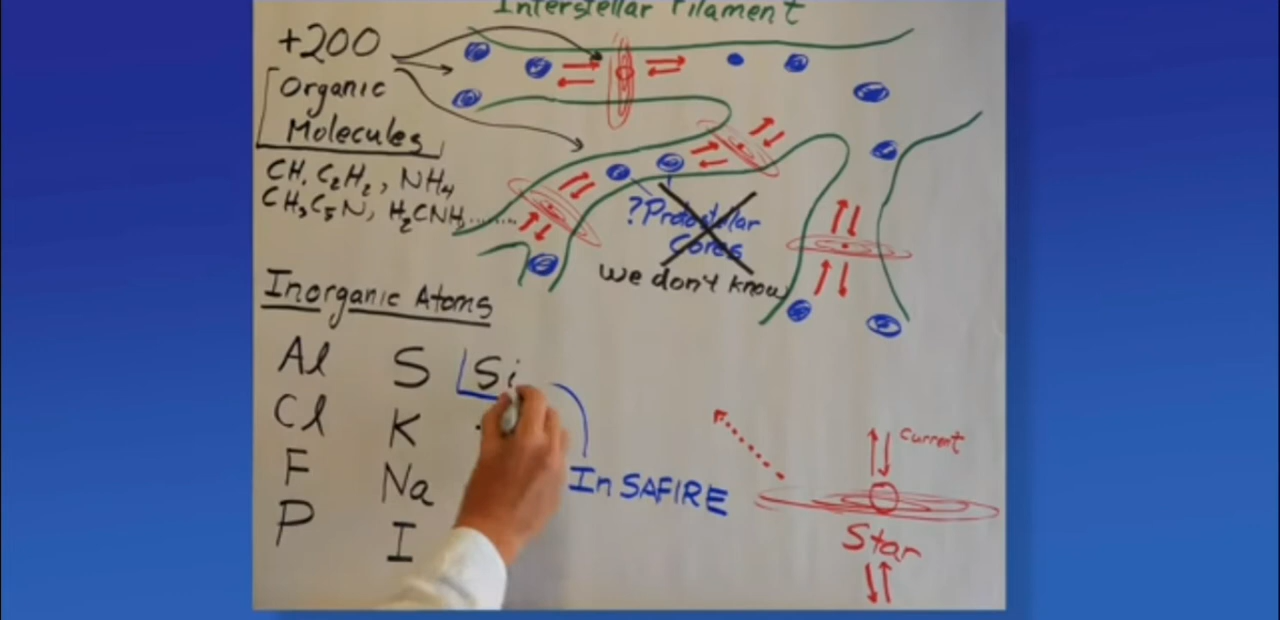 Interstellar Filament
+200
Organic
Molecules
CH, C₂H₂, NH₄
CH₃C₅N, H₂CNH,........
?Protostelar
Cores
We don't know
Inorganic Atoms
Al S Si
Cl K
F Na
P I
In SAFIRE
Current
Star